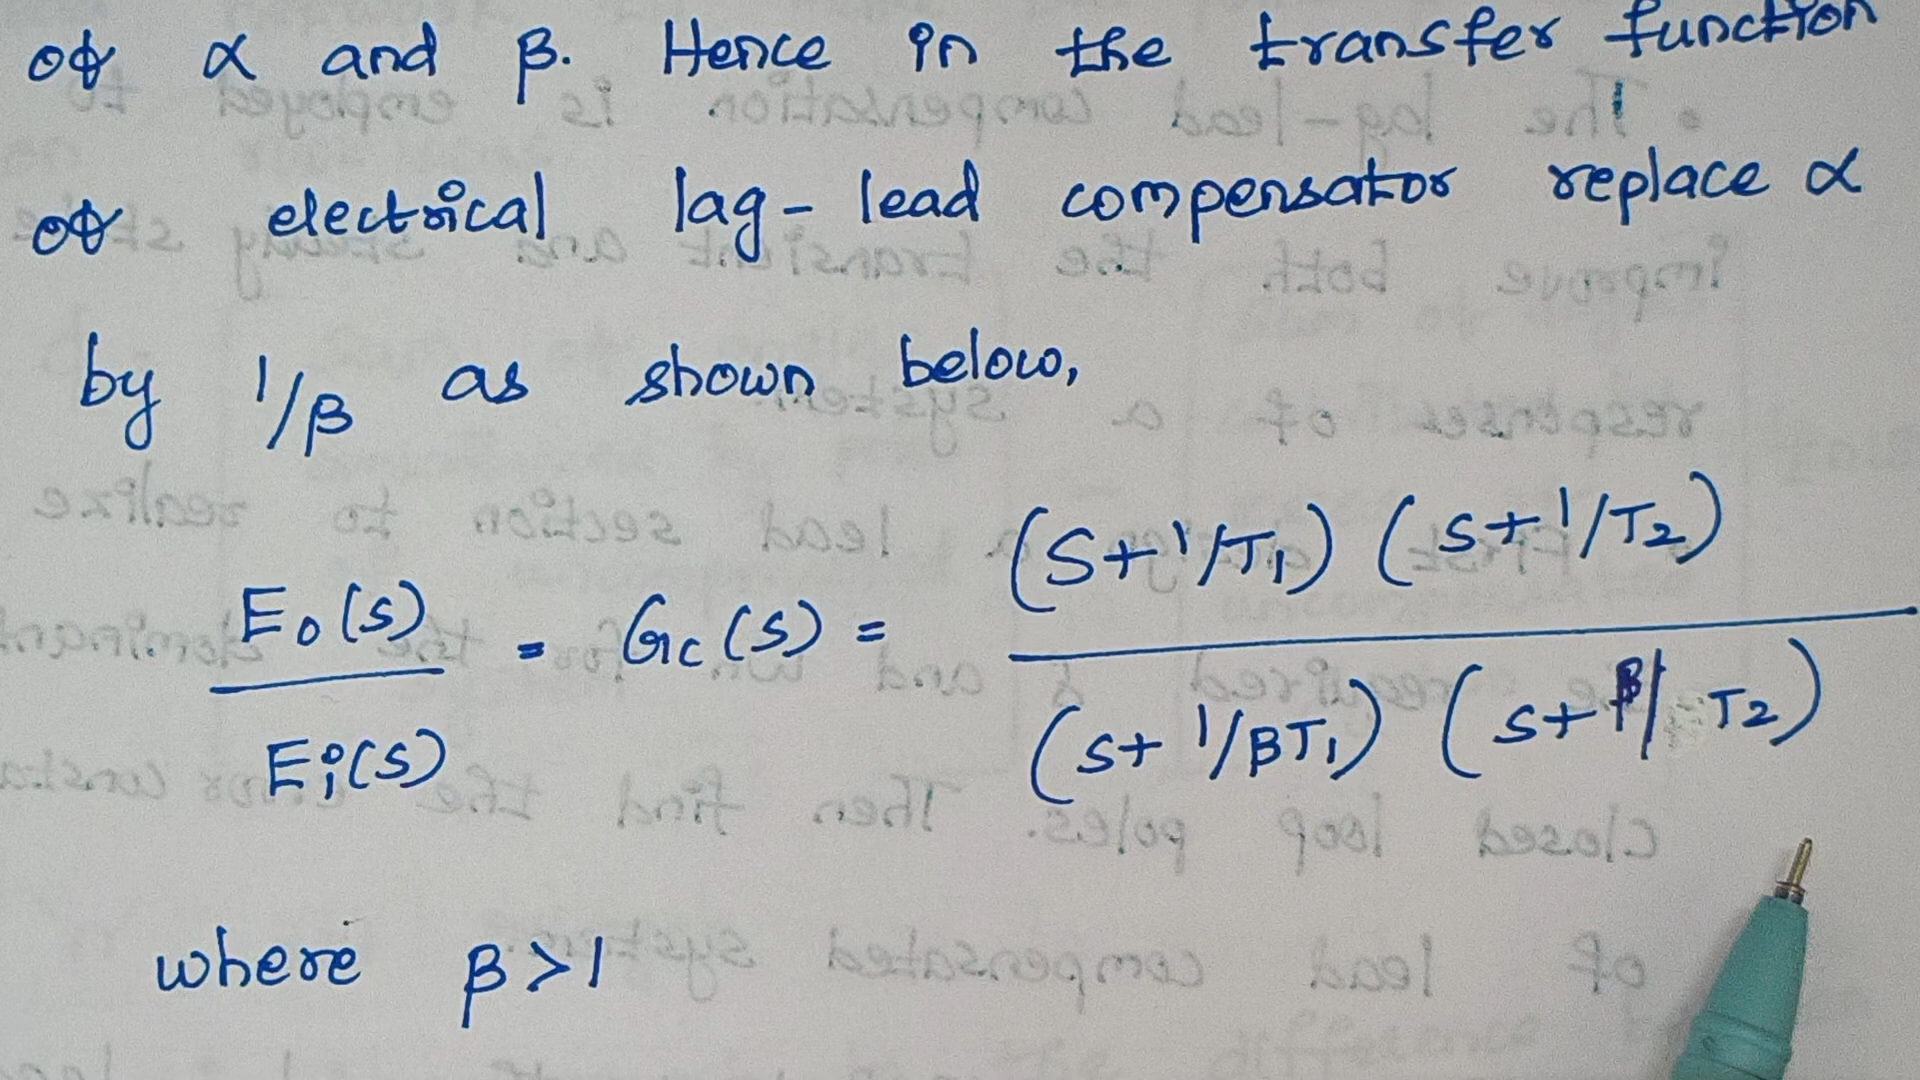 of α and β. Hence in the transfer function
of electrical lag-lead compensator replace α
by 1/β as shown below,
E₀(s)/Eᵢ(s) = Gc(s) = (S+1/T₁) (S+1/T₂) / (S+1/βT₁) (S+β/T₂)
where β>1